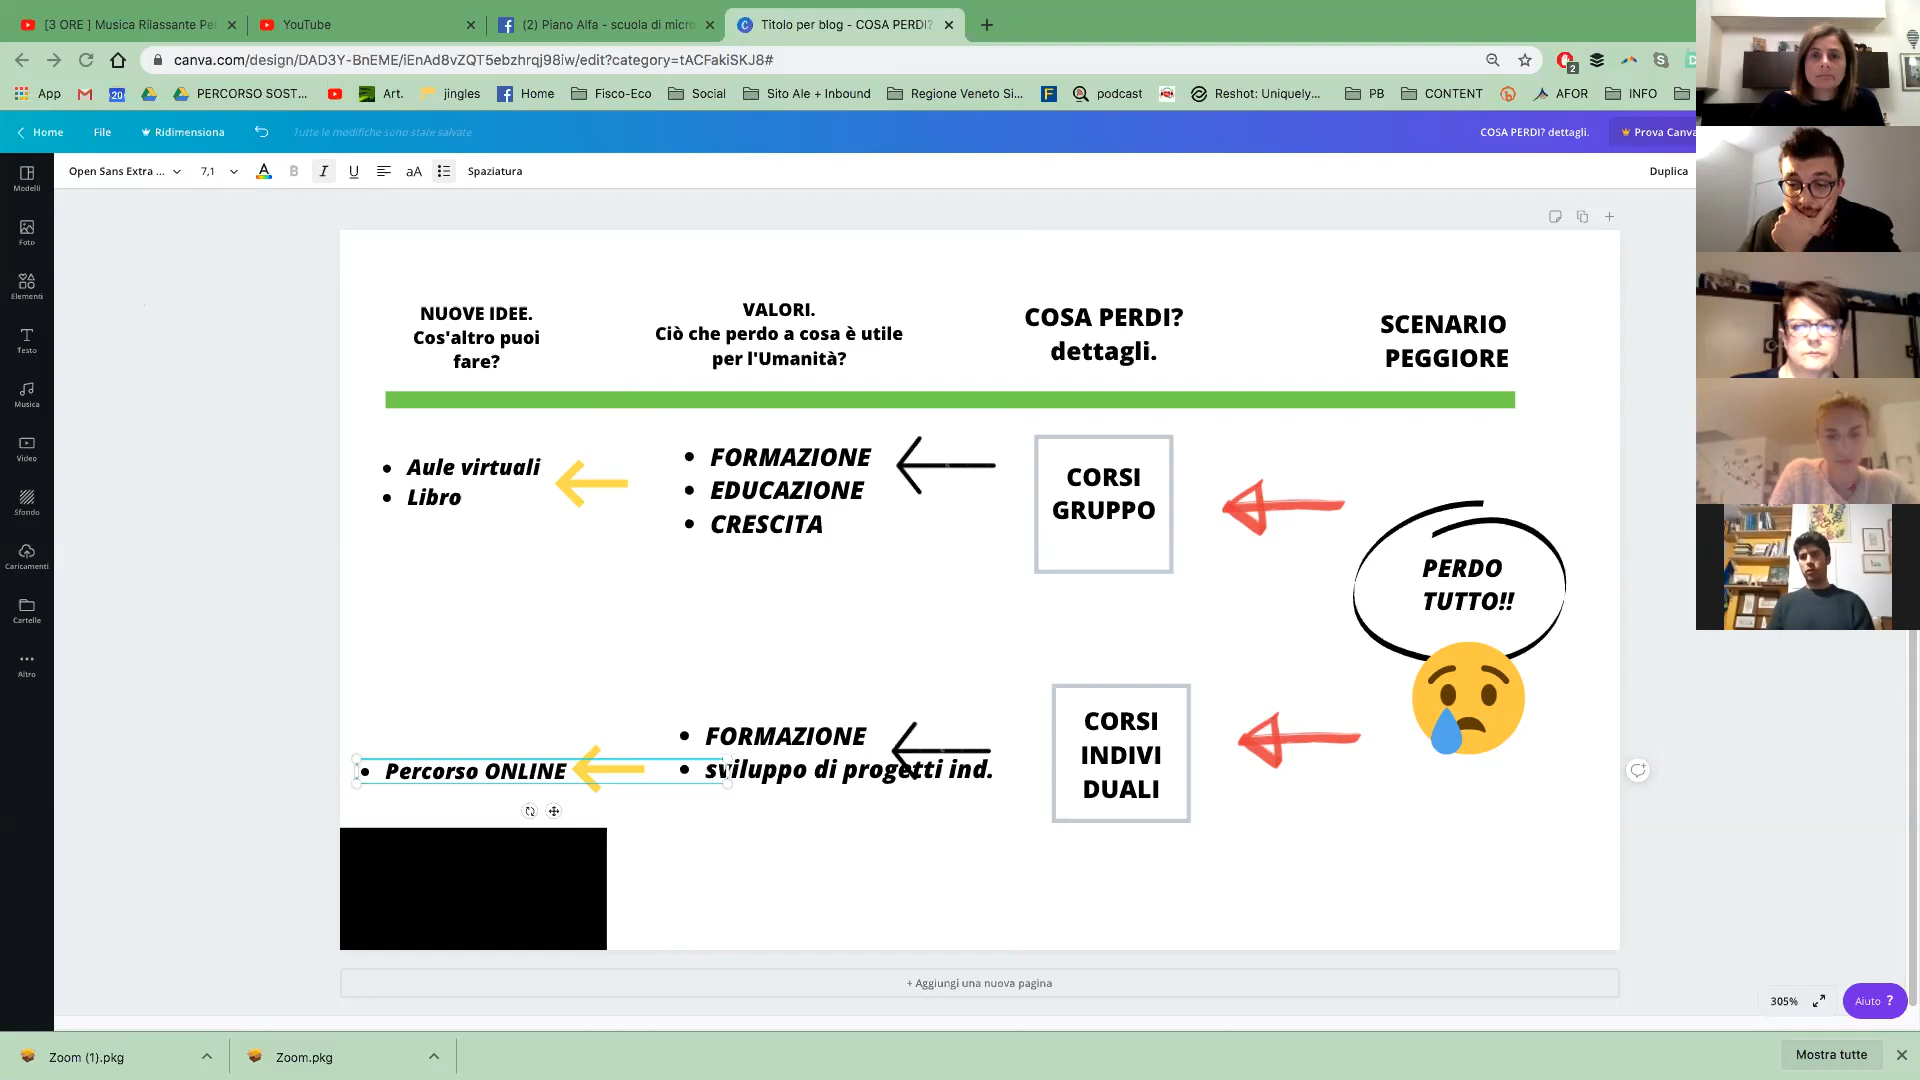 [3 ORE ] Musica Rilassante Pe
YouTube
(2) Piano Alfa - scuola di micro
Titolo per blog - COSA PERDI?
canva.com/design/DAD3Y-BnEME/iEnAd8vZQT5ebzhrqj98iw/edit?category=tACFakiSKJ8#
2
App
20
PERCORSO SOST...
Art.
jingles
Home
Fisco-Eco
Social
Sito Ale + Inbound
Regione Veneto Si...
podcast
Reshot: Uniquely...
PB
CONTENT
AFOR
INFO
Home
File
Ridimensiona
Tutte le modifiche sono state salvate
COSA PERDI? dettagli.
Prova Canva
Open Sans Extra ...
7,1
A
B
I
U
aA
Spaziatura
Duplica
Modelli
Foto
Elementi
Testo
Musica
Video
Sfondo
Caricamenti
Cartelle
Altro
NUOVE IDEE.
Cos'altro puoi
fare?
VALORI.
Ciò che perdo a cosa è utile
per l'Umanità?
COSA PERDI?
dettagli.
SCENARIO
PEGGIORE
Aule virtuali
Libro
FORMAZIONE
EDUCAZIONE
CRESCITA
CORSI
GRUPPO
PERDO
TUTTO!!
Percorso ONLINE
FORMAZIONE
sviluppo di progetti ind.
CORSI
INDIVI
DUALI
+ Aggiungi una nuova pagina
305%
Aiuto ?
Zoom (1).pkg
Zoom.pkg
Mostra tutte